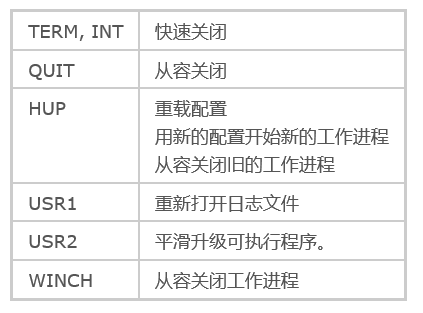 TERM, INT 快速关闭
QUIT 从容关闭
HUP 重载配置
用新的配置开始新的工作进程
从容关闭旧的工作进程
USR1 重新打开日志文件
USR2 平滑升级可执行程序。
WINCH 从容关闭工作进程